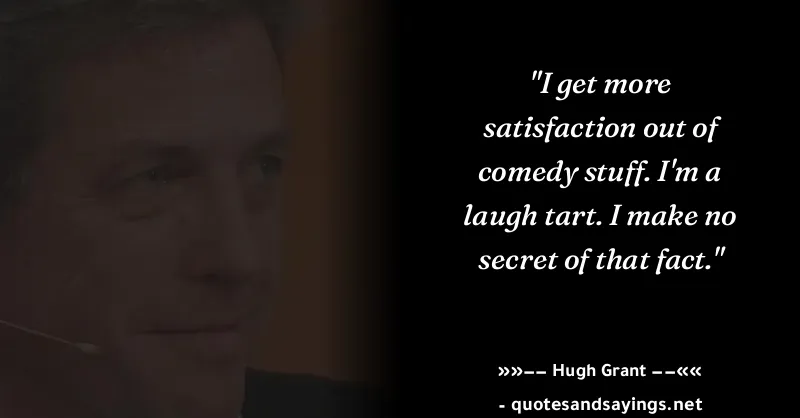 "I get more
satisfaction out of
comedy stuff. I'm a
laugh tart. I make no
secret of that fact."
»»−− Hugh Grant −−««
- quotesandsayings.net